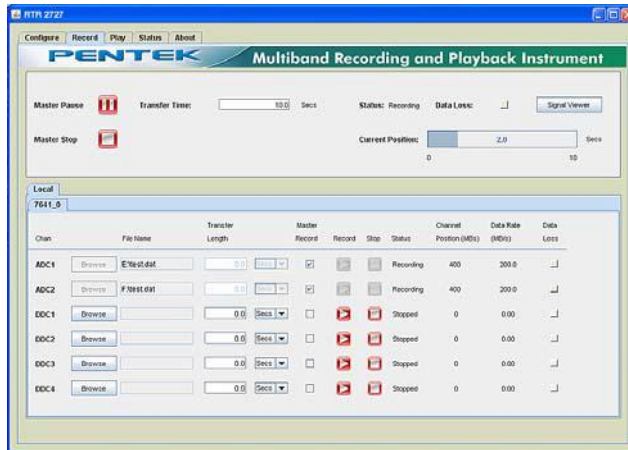 RTR 2727
Configure Record Play Status About
PENTEK Multiband Recording and Playback Instrument
Master Pause Transfer Time: 10.0 Secs Status: Recording Data Loss: Signal Viewer
Master Stop Current Position: 2.0 Secs
0 10
Local
7641_0
Transfer Master Channel Data Rate Data
Chan File Name Length Record Record Stop Status Position (MBs) (MB/s) Loss
ADC1 Browse E:\test.dat 0.0 Secs Recording 400 200.0
ADC2 Browse F:\test.dat 0.0 Secs Recording 400 200.0
DDC1 Browse 0.0 Secs Stopped 0 0.00
DDC2 Browse 0.0 Secs Stopped 0 0.00
DDC3 Browse 0.0 Secs Stopped 0 0.00
DDC4 Browse 0.0 Secs Stopped 0 0.00